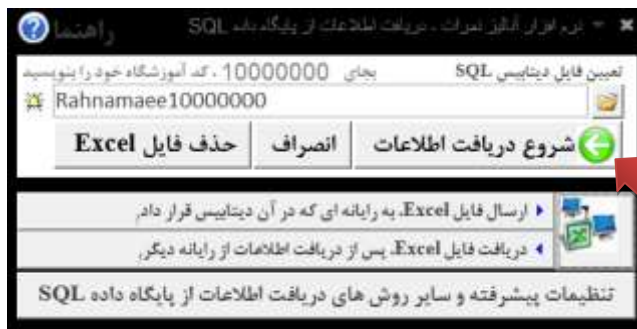 نرم افزار آنالیز نمرات ، دریافت اطلاعات از پایگاه داده SQL راهنما
تعیین فایل دیتابیس SQL بجای 10000000 ، کد آموزشگاه خود را بنویسید
Rahnamaee10000000
شروع دریافت اطلاعات انصراف حذف فایل Excel
ارسال فایل Excel، به رایانه ای که در آن دیتابیس قرار داد,
دریافت فایل Excel، پس از دریافت اطلاعات از رایانه دیگر,
تنظیمات پیشرفته و سایر روش های دریافت اطلاعات از پایگاه داده SQL